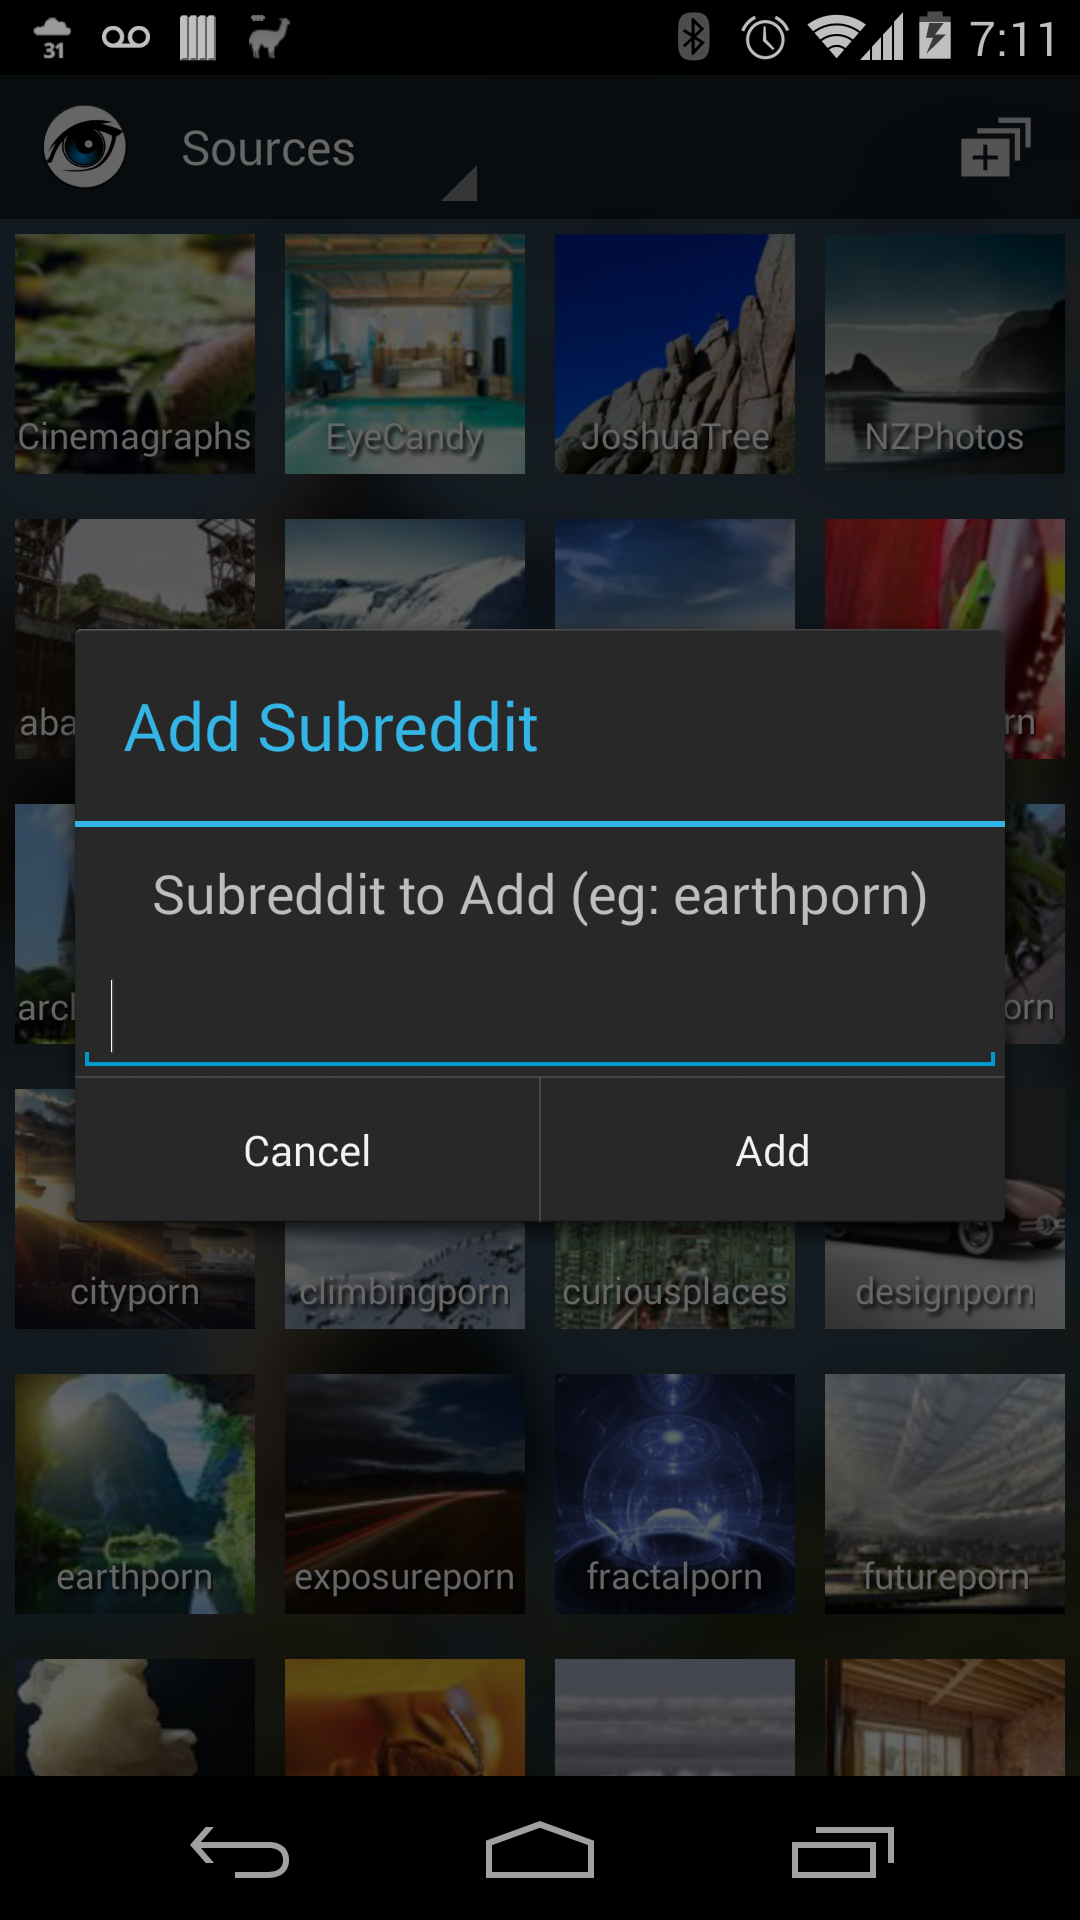 31
7:11
Sources
Cinemagraphs EyeCandy JoshuaTree NZPhotos
aba rn
Add Subreddit
Subreddit to Add (eg: earthporn)
arc orn
Cancel Add
cityporn climbingporn curiousplaces designporn
earthporn exposureporn fractalporn futureporn